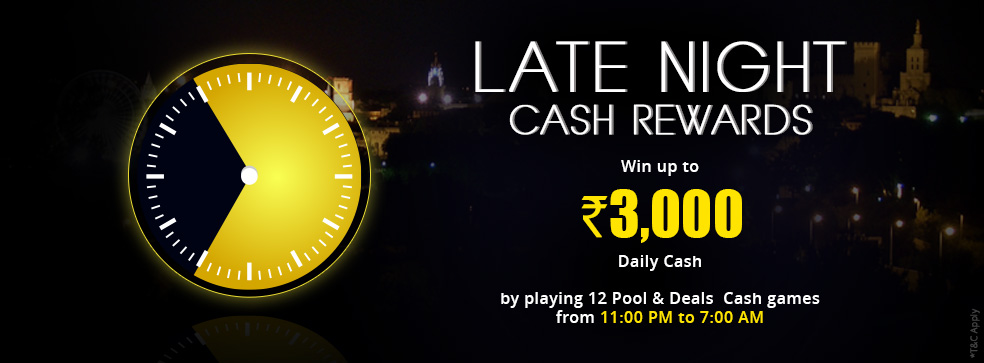 LATE NIGHT
CASH REWARDS
Win up to
₹3,000
Daily Cash
by playing 12 Pool & Deals Cash games
from 11:00 PM to 7:00 AM
*T&C Apply